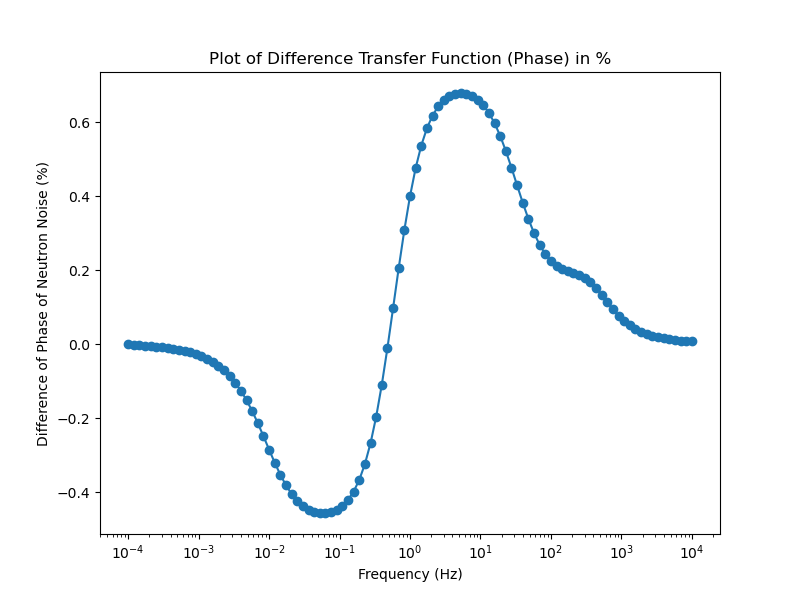 Plot of Difference Transfer Function (Phase) in %
Difference of Phase of Neutron Noise (%)
0.6
0.4
0.2
0.0
−0.2
−0.4
10⁻⁴ 10⁻³ 10⁻² 10⁻¹ 10⁰ 10¹ 10² 10³ 10⁴
Frequency (Hz)